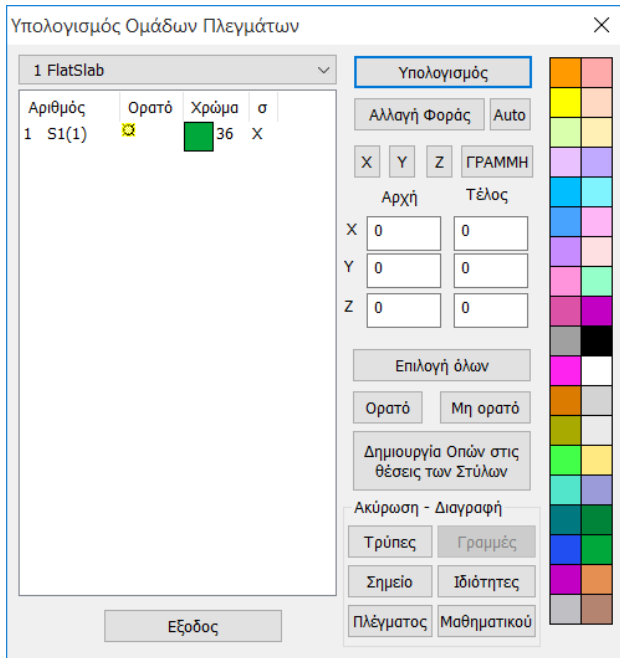 Υπολογισμός Ομάδων Πλεγμάτων
1 FlatSlab
Υπολογισμός
Αριθμός Ορατό Χρώμα σ
1 S1(1) 36 X
Αλλαγή Φοράς Auto
X Y Z ΓΡΑΜΜΗ
Αρχή Τέλος
X 0 0
Y 0 0
Z 0 0
Επιλογή όλων
Ορατό Μη ορατό
Δημιουργία Οπών στις
θέσεις των Στύλων
Ακύρωση - Διαγραφή
Τρύπες Γραμμές
Σημείο Ιδιότητες
Πλέγματος Μαθηματικού
Εξοδος